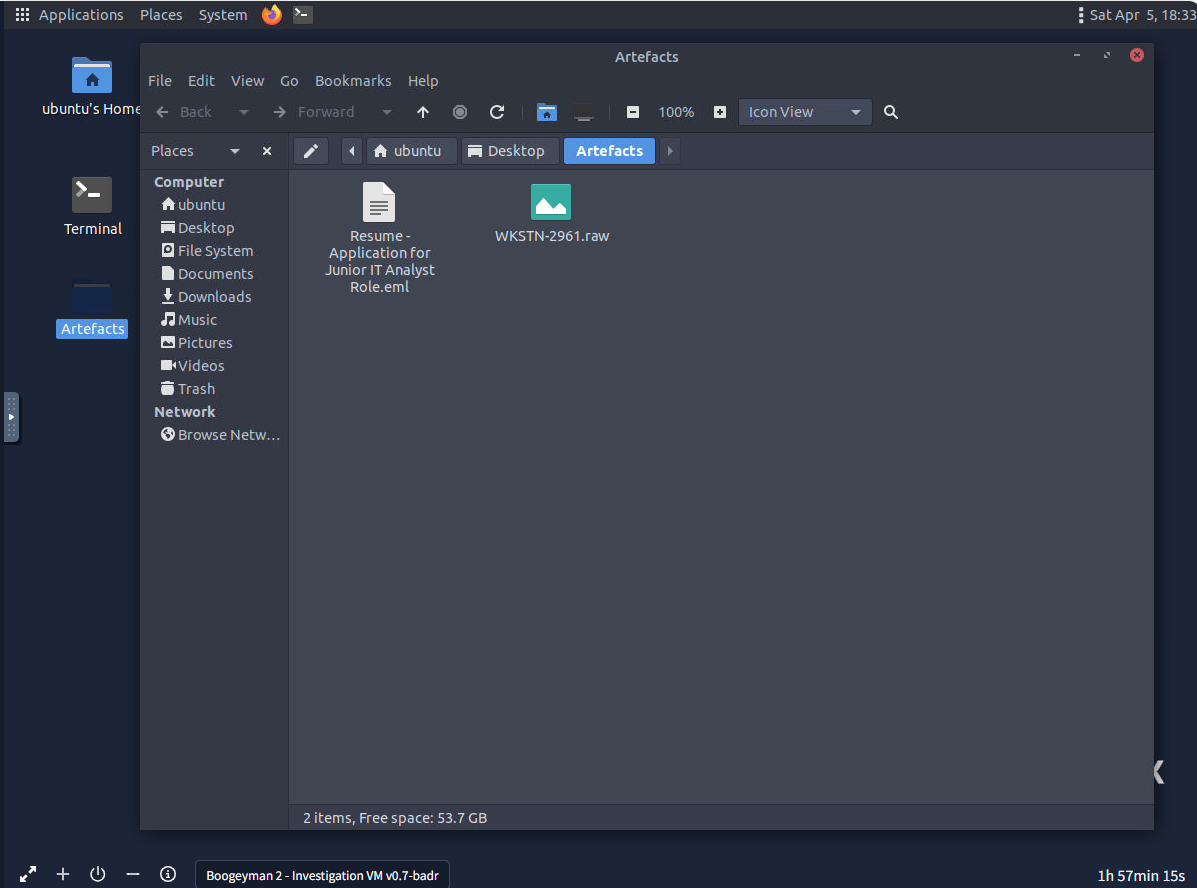 Applications Places System
Sat Apr 5, 18:33
ubuntu's Home
Terminal
Artefacts
Artefacts
File Edit View Go Bookmarks Help
Back Forward 100% Icon View
Places ubuntu Desktop Artefacts
Computer
ubuntu
Desktop
File System
Documents
Downloads
Music
Pictures
Videos
Trash
Network
Browse Netw...
Resume -
Application for
Junior IT Analyst
Role.eml
WKSTN-2961.raw
2 items, Free space: 53.7 GB
Boogeyman 2 - Investigation VM v0.7-badr
1h 57min 15s